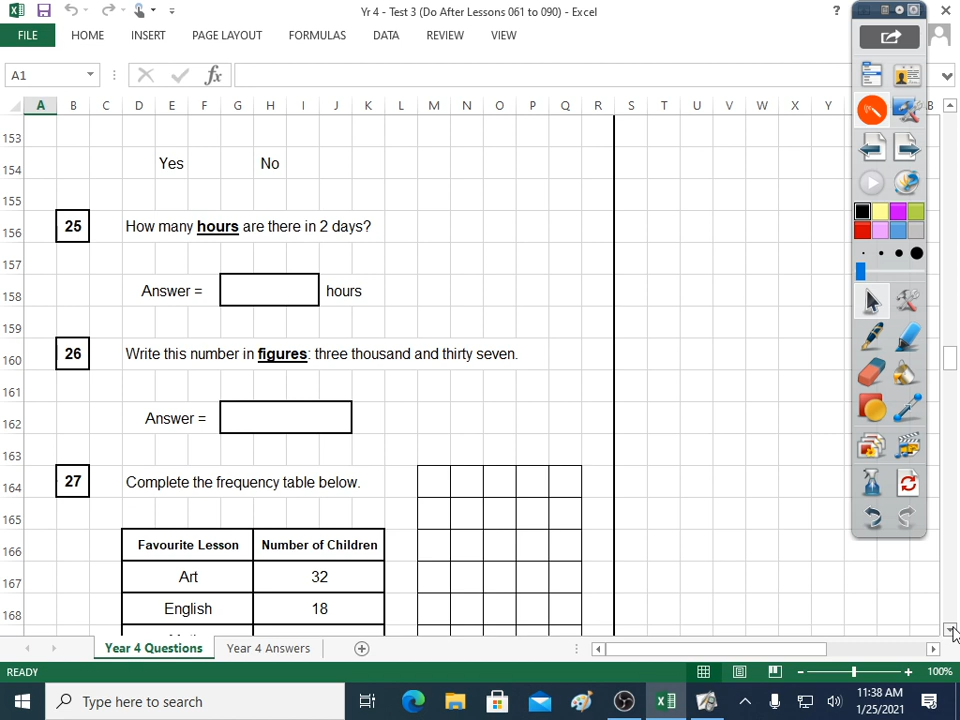 Yr 4 - Test 3 (Do After Lessons 061 to 090) - Excel
?
FILE HOME INSERT PAGE LAYOUT FORMULAS DATA REVIEW VIEW
A1 fx
A B C D E F G H I J K L M N O P Q R S T U V W X Y B
153
154 Yes No
155
156 25 How many hours are there in 2 days?
157
158 Answer = hours
159
160 26 Write this number in figures: three thousand and thirty seven.
161
162 Answer =
163
164 27 Complete the frequency table below.
165
166 Favourite Lesson Number of Children
167 Art 32
168 English 18
Year 4 Questions Year 4 Answers
READY 100%
Type here to search
11:38 AM
1/25/2021